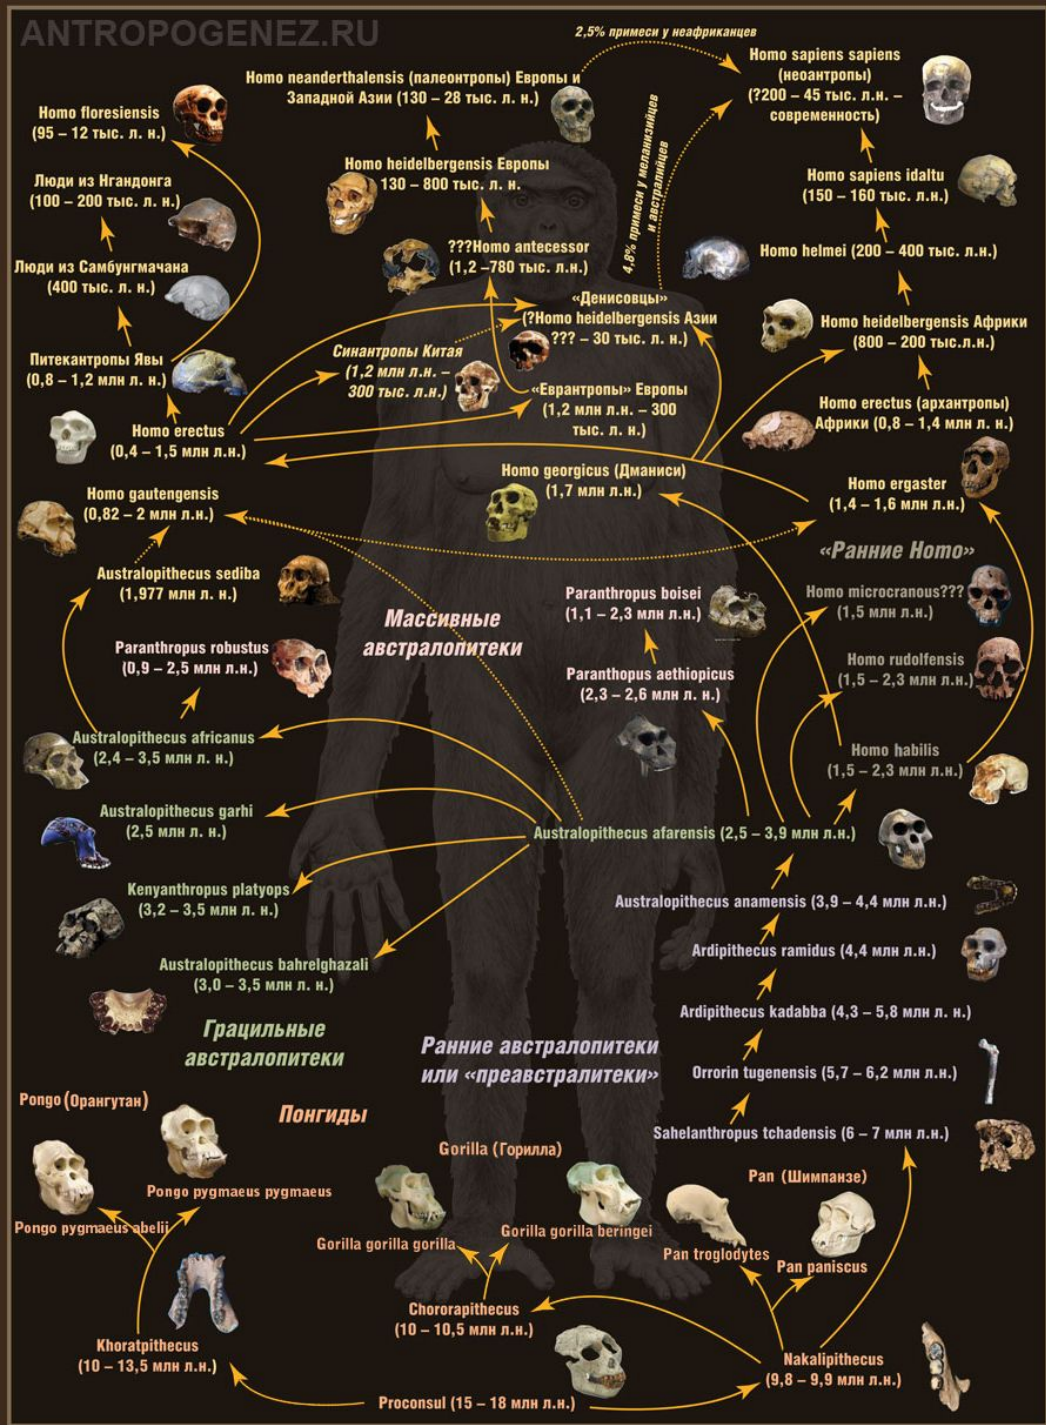 ANTROPOGENEZ.RU
2,5% примеси у неафриканцев
Homo sapiens sapiens
(неоантропы)
(?200 – 45 тыс. л.н. –
современность)
Homo neanderthalensis (палеонтропы) Европы и
Западной Азии (130 – 28 тыс. л.н.)
Homo floresiensis
(95 – 12 тыс. л. н.)
4,8% примеси у меланизийцев
и австралийцев
Homo heidelbergensis Европы
130 – 800 тыс. л. н.
Люди из Нгандонга
(100 – 200 тыс. л. н.)
Homo sapiens idaltu
(150 – 160 тыс. л.н.)
???Homo antecessor
(1,2 –780 тыс. л.н.)
Homo helmei (200 – 400 тыс. л.н.)
Люди из Самбунгмачана
(400 тыс. л. н.)
«Денисовцы»
(?Homo heidelbergensis Азии
??? – 30 тыс. л. н.)
Homo heidelbergensis Африки
(800 – 200 тыс.л.н.)
Синантропы Китая
(1,2 млн л.н. –
300 тыс. л.н.)
Питекантропы Явы
(0,8 – 1,2 млн л.н.)
«Еврантропы» Европы
(1,2 млн л.н. – 300
тыс. л. н.)
Homo erectus (архантропы)
Африки (0,8 – 1,4 млн л. н.)
Homo erectus
(0,4 – 1,5 млн л.н.)
Homo georgicus (Дманиси)
(1,7 млн л.н.)
Homo ergaster
(1,4 – 1,6 млн л.н.)
Homo gautengensis
(0,82 – 2 млн л.н.)
«Ранние Homo»
Australopithecus sediba
(1,977 млн л. н.)
Homo microcranous???
(1,5 млн л.н.)
Paranthropus boisei
(1,1 – 2,3 млн л.н.)
Массивные
австралопитеки
Paranthropus robustus
(0,9 – 2,5 млн л.н.)
Homo rudolfensis
(1,5 – 2,3 млн л.н.)
Paranthopus aethiopicus
(2,3 – 2,6 млн л. н.)
Australopithecus africanus
(2,4 – 3,5 млн л. н.)
Homo habilis
(1,5 – 2,3 млн л.н.)
Australopithecus garhi
(2,5 млн л. н.)
Australopithecus afarensis (2,5 – 3,9 млн л.н.)
Kenyanthropus platyops
(3,2 – 3,5 млн л. н.)
Australopithecus anamensis (3,9 – 4,4 млн л.н.)
Ardipithecus ramidus (4,4 млн л.н.)
Australopithecus bahrelghazali
(3,0 – 3,5 млн л. н.)
Ardipithecus kadabba (4,3 – 5,8 млн л. н.)
Грацильные
австралопитеки
Ранние австралопитеки
или «преавстралитеки»
Orrorin tugenensis (5,7 – 6,2 млн л.н.)
Sahelanthropus tchadensis (6 – 7 млн л.н.)
Pongo (Орангутан)
Понгиды
Gorilla (Горилла)
Pan (Шимпанзе)
Pongo pygmaeus pygmaeus
Pongo pygmaeus abelii
Gorilla gorilla gorilla
Gorilla gorilla beringei
Pan troglodytes
Pan paniscus
Chororapithecus
(10 – 10,5 млн л.н.)
Khoratpithecus
(10 – 13,5 млн л.н.)
Nakalipithecus
(9,8 – 9,9 млн л.н.)
Proconsul (15 – 18 млн л.н.)